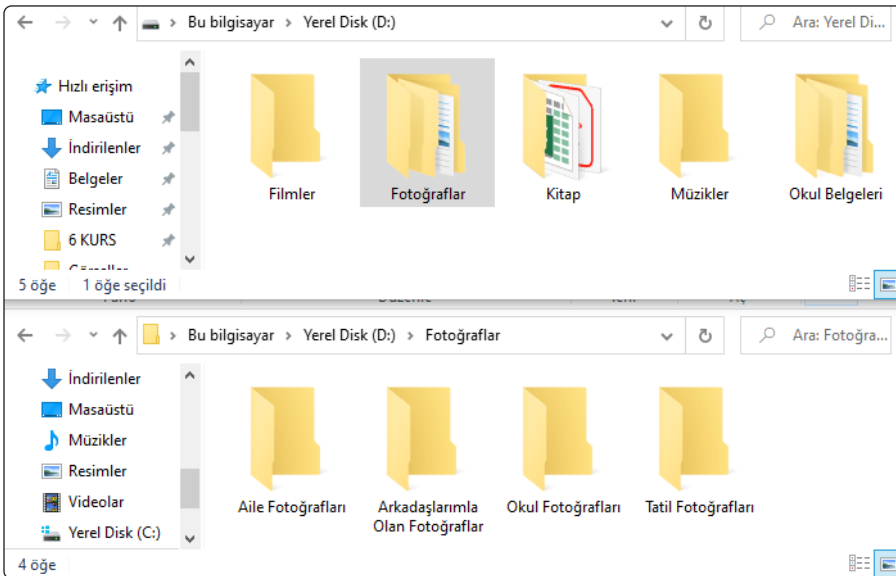 Bu bilgisayar > Yerel Disk (D:)
Ara: Yerel Di...
Hızlı erişim
Masaüstü
İndirilenler
Belgeler
Resimler
6 KURS
Filmler
Fotoğraflar
Kitap
Müzikler
Okul Belgeleri
5 öğe
1 öğe seçildi
Bu bilgisayar > Yerel Disk (D:) > Fotoğraflar
Ara: Fotoğra...
İndirilenler
Masaüstü
Müzikler
Resimler
Videolar
Yerel Disk (C:)
Aile Fotoğrafları
Arkadaşlarımla
Olan Fotoğraflar
Okul Fotoğrafları
Tatil Fotoğrafları
4 öğe